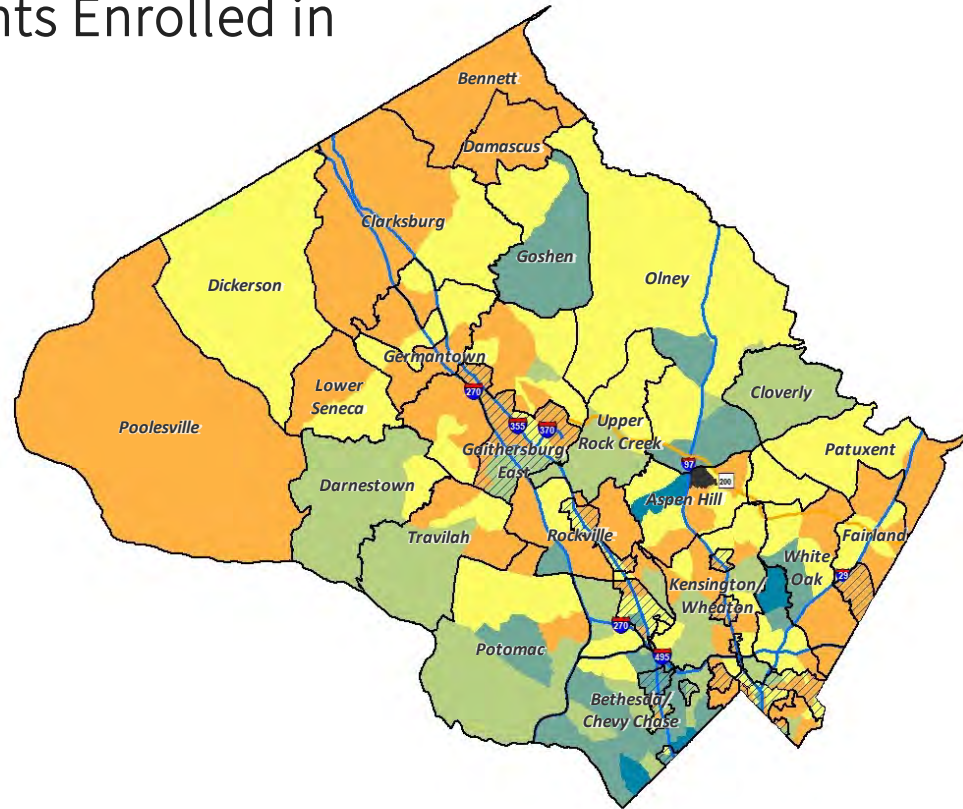 nts Enrolled in
Bennett
Damascus
Clarksburg
Goshen
Olney
Dickerson
Germantown
Lower
Seneca
270
Cloverly
Poolesville
355
370
Upper
Rock Creek
Gaithersburg
East
Patuxent
97
200
Darnestown
Aspen Hill
Travilah
Rockville
Fairland
White
Oak
29
Kensington/
Wheaton
270
Potomac
495
Bethesda/
Chevy Chase